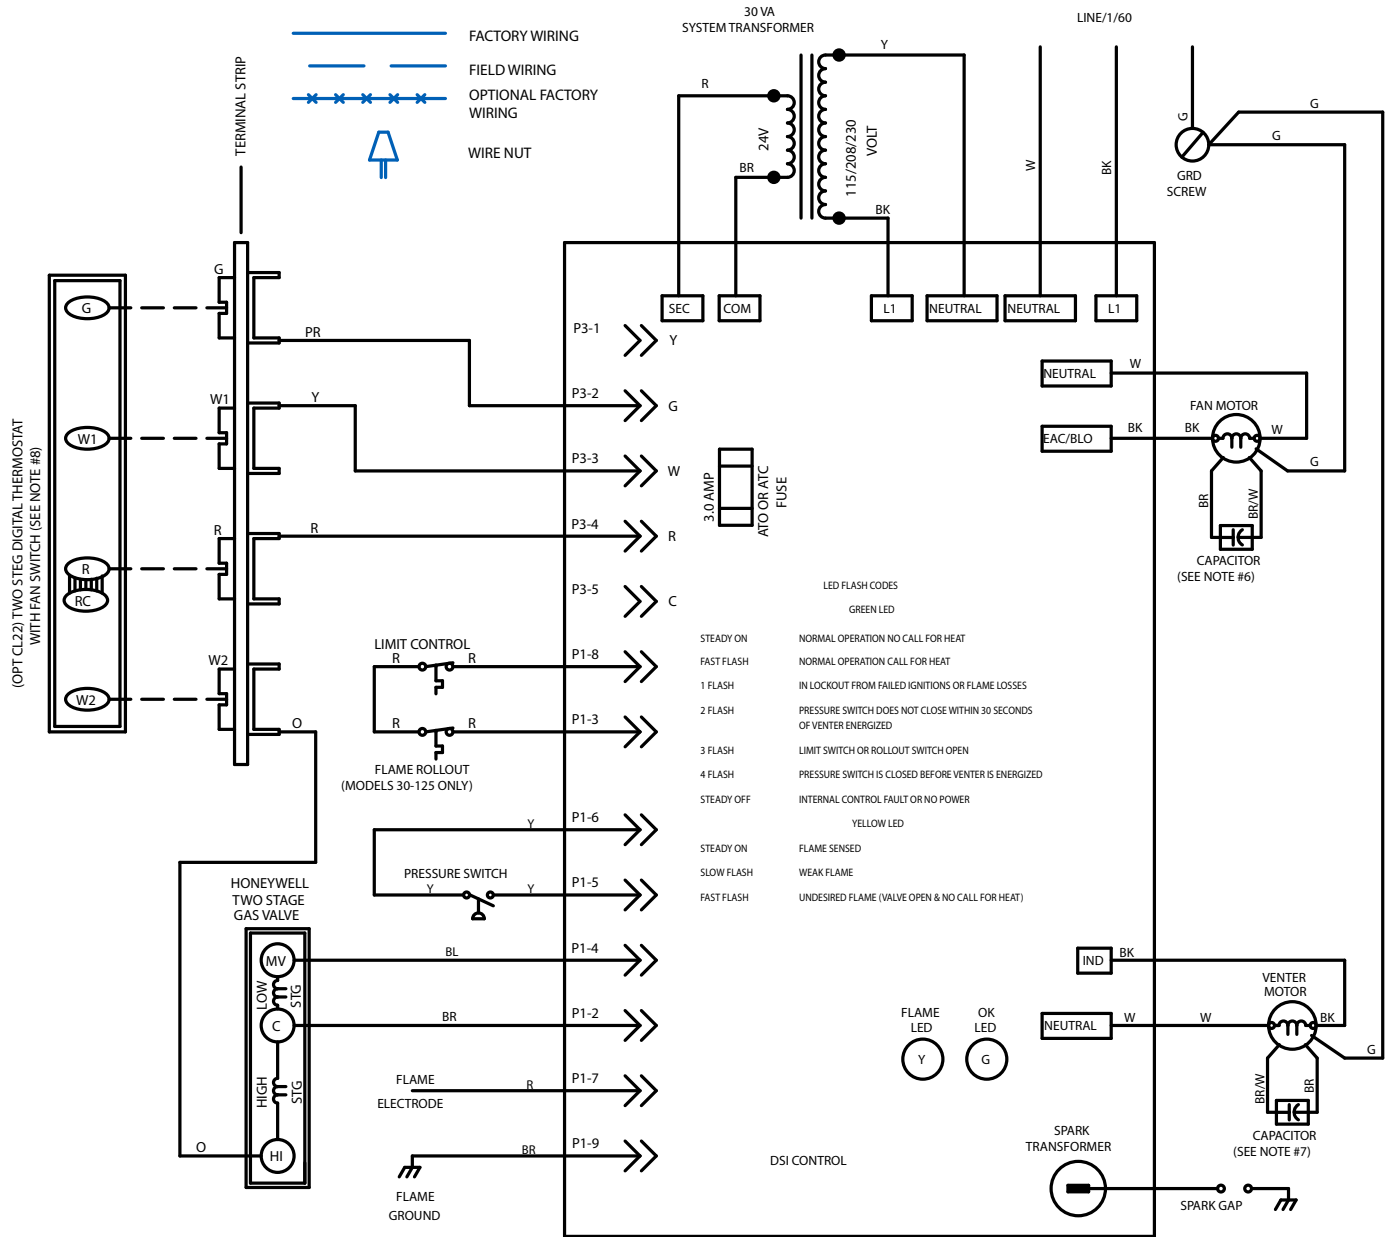 30 VA
SYSTEM TRANSFORMER
LINE/1/60
FACTORY WIRING
FIELD WIRING
OPTIONAL FACTORY
WIRING
WIRE NUT
TERMINAL STRIP
R
24V
BR
Y
115/208/230
VOLT
BK
W
BK
G
G
G
GRD
SCREW
(OPT CL22) TWO STEG DIGITAL THERMOSTAT
WITH FAN SWITCH (SEE NOTE #8)
G
W1
R
RC
W2
G
PR
W1
Y
R
R
W2
O
SEC
COM
L1
NEUTRAL
NEUTRAL
L1
P3-1
Y
P3-2
G
P3-3
W
P3-4
R
P3-5
C
3.0 AMP
ATO OR ATC
FUSE
NEUTRAL
W
EAC/BLO
BK
BK
FAN MOTOR
W
G
BR
BR/W
CAPACITOR
(SEE NOTE #6)
LED FLASH CODES
GREEN LED
STEADY ON NORMAL OPERATION NO CALL FOR HEAT
FAST FLASH NORMAL OPERATION CALL FOR HEAT
1 FLASH IN LOCKOUT FROM FAILED IGNITIONS OR FLAME LOSSES
2 FLASH PRESSURE SWITCH DOES NOT CLOSE WITHIN 30 SECONDS
OF VENTER ENERGIZED
3 FLASH LIMIT SWITCH OR ROLLOUT SWITCH OPEN
4 FLASH PRESSURE SWITCH IS CLOSED BEFORE VENTER IS ENERGIZED
STEADY OFF INTERNAL CONTROL FAULT OR NO POWER
YELLOW LED
STEADY ON FLAME SENSED
SLOW FLASH WEAK FLAME
FAST FLASH UNDESIRED FLAME (VALVE OPEN & NO CALL FOR HEAT)
LIMIT CONTROL
R
R
P1-8
R
R
P1-3
FLAME ROLLOUT
(MODELS 30-125 ONLY)
Y
P1-6
PRESSURE SWITCH
Y
Y
P1-5
HONEYWELL
TWO STAGE
GAS VALVE
MV
LOW
STG
C
HIGH
STG
HI
O
BL
P1-4
BR
P1-2
FLAME
ELECTRODE
R
P1-7
BR
P1-9
FLAME
GROUND
FLAME
LED
Y
OK
LED
G
IND
BK
NEUTRAL
W
W
VENTER
MOTOR
BK
G
BR/W
BR
CAPACITOR
(SEE NOTE #7)
DSI CONTROL
SPARK
TRANSFORMER
SPARK GAP